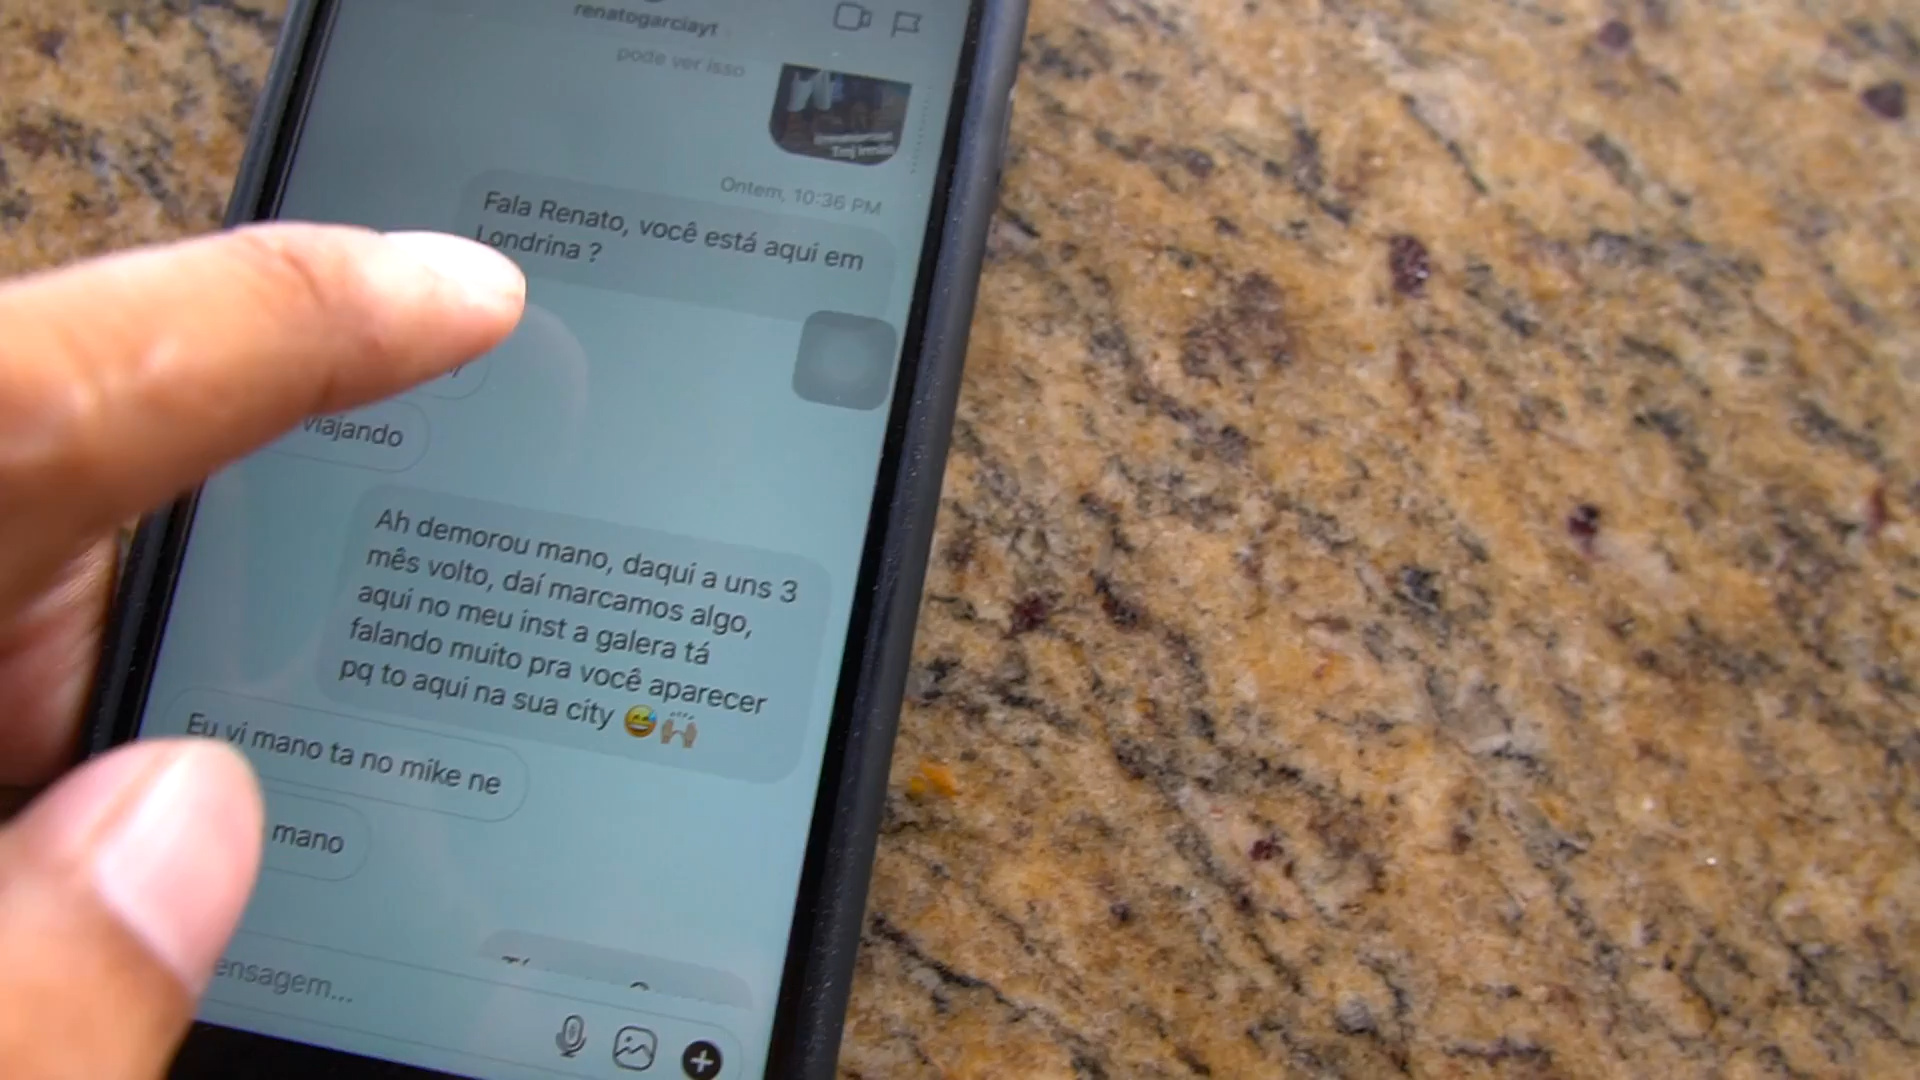 renatogarciayt
pode ver isso
Ontem, 10:36 PM
Fala Renato, você está aqui em
Londrina ?
viajando
Ah demorou mano, daqui a uns 3
mês volto, daí marcamos algo,
aqui no meu inst a galera tá
falando muito pra você aparecer
pq to aqui na sua city 😅🙌🏽
Eu vi mano ta no mike ne
mano
ensagem...